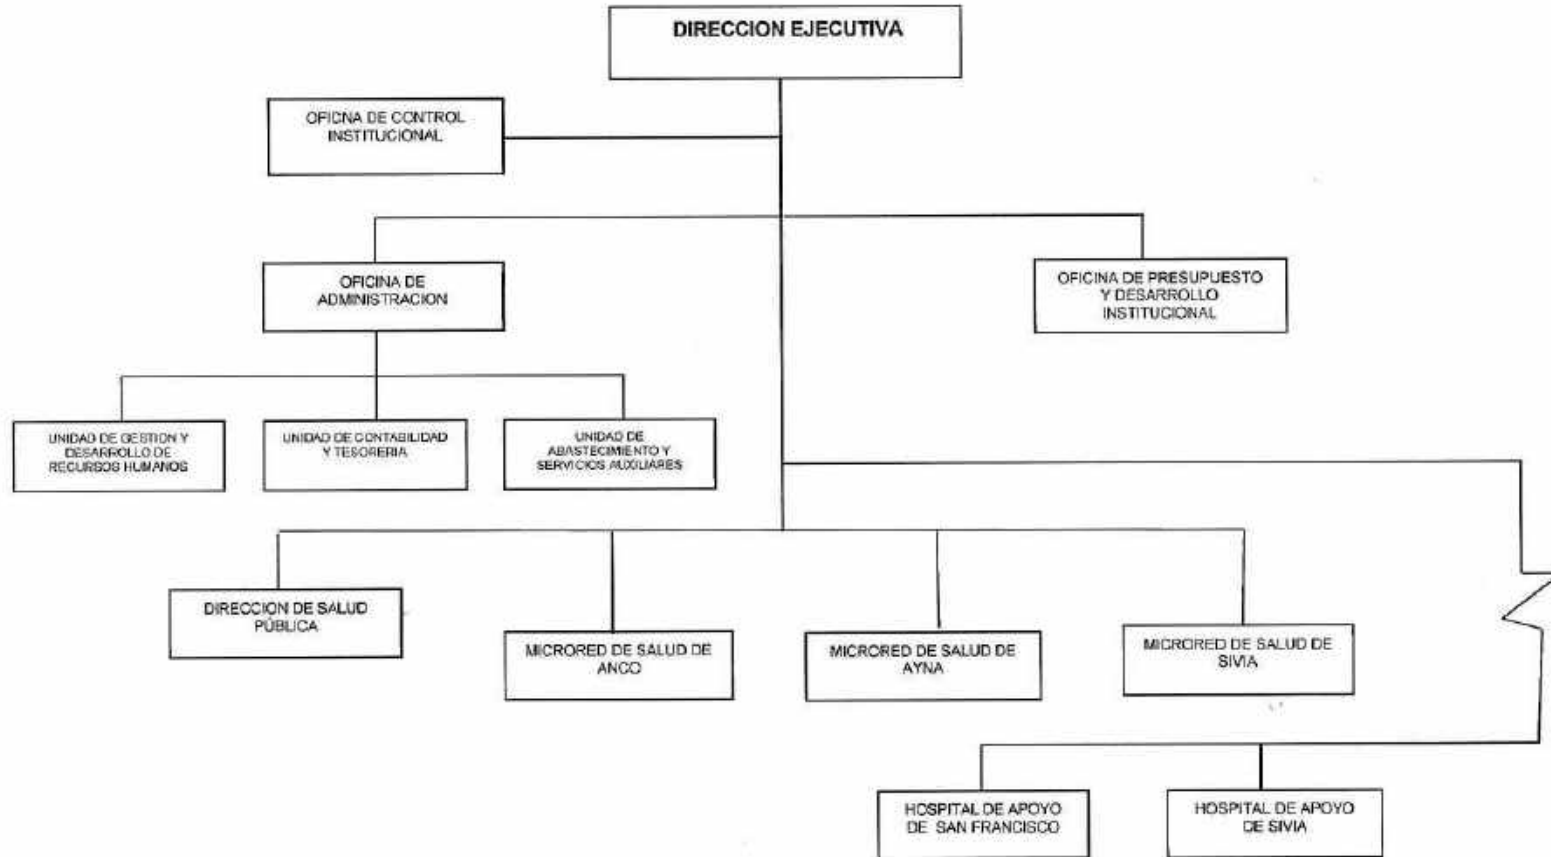 DIRECCION EJECUTIVA
OFICNA DE CONTROL
INSTITUCIONAL
OFICINA DE
ADMINISTRACION
OFICINA DE PRESUPUESTO
Y DESARROLLO
INSTITUCIONAL
UNIDAD DE GESTION Y
DESARROLLO DE
RECURSOS HUMANOS
UNIDAD DE CONTABILIDAD
Y TESORERIA
UNIDAD DE
ABASTECIMIENTO Y
SERVICIOS AUXILIARES
DIRECCION DE SALUD
PÚBLICA
MICRORED DE SALUD DE
ANCO
MICRORED DE SALUD DE
AYNA
MICRORED DE SALUD DE
SIVIA
HOSPITAL DE APOYO
DE SAN FRANCISCO
HOSPITAL DE APOYO
DE SIVIA